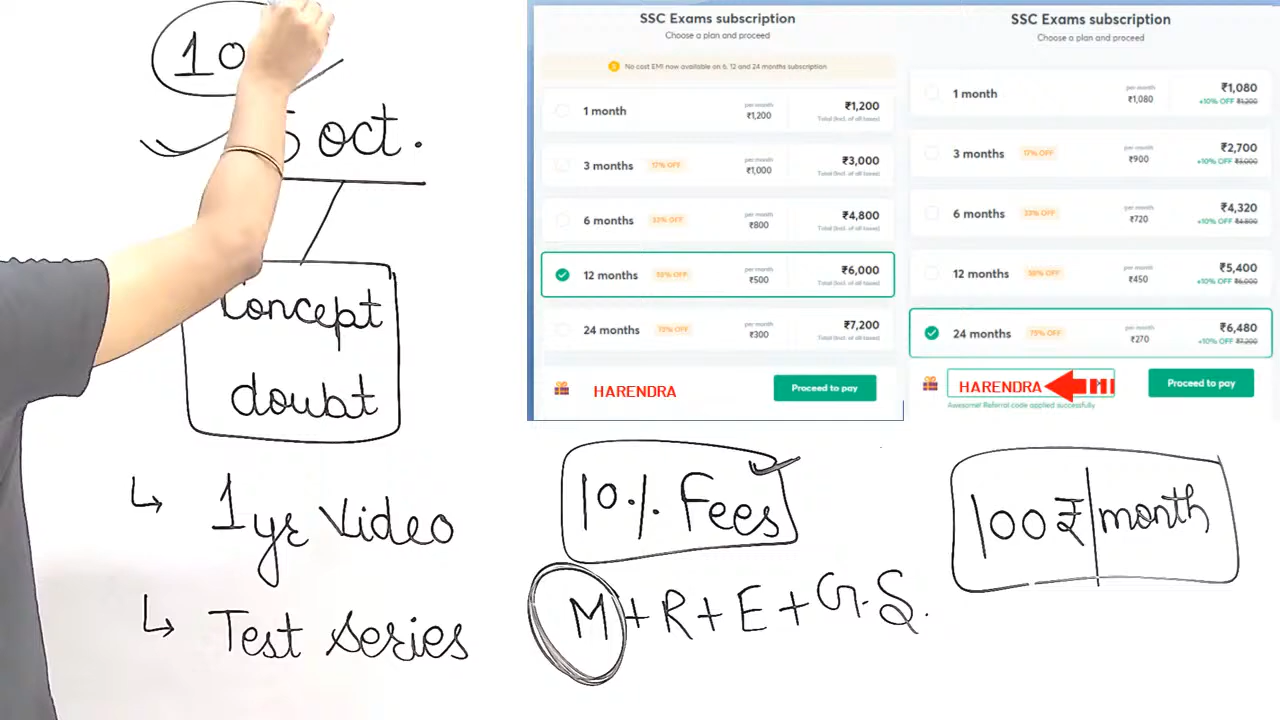 10
5 oct.
Concept
doubt
↳ 1 yr Video
↳ Test Series
SSC Exams subscription
Choose a plan and proceed
No cost EMI now available on 6, 12 and 24 months subscription
1 month per month ₹1,200 ₹1,200 Total (Incl. of all taxes)
3 months 17% OFF per month ₹1,000 ₹3,000 Total (Incl. of all taxes)
6 months 33% OFF per month ₹800 ₹4,800 Total (Incl. of all taxes)
12 months per month ₹500 ₹6,000 Total (Incl. of all taxes)
24 months per month ₹300 ₹7,200 Total (Incl. of all taxes)
HARENDRA Proceed to pay
SSC Exams subscription
Choose a plan and proceed
1 month per month ₹1,080 ₹1,080 +10% OFF ₹1,200
3 months 17% OFF per month ₹900 ₹2,700 +10% OFF ₹3,000
6 months 33% OFF per month ₹720 ₹4,320 +10% OFF ₹4,800
12 months per month ₹450 ₹5,400 +10% OFF ₹6,000
24 months 75% OFF per month ₹270 ₹6,480 +10% OFF ₹7,200
HARENDRA Proceed to pay
Awesome! Referral code applied successfully
10% Fees
M+R+E+G.S.
100 ₹ month